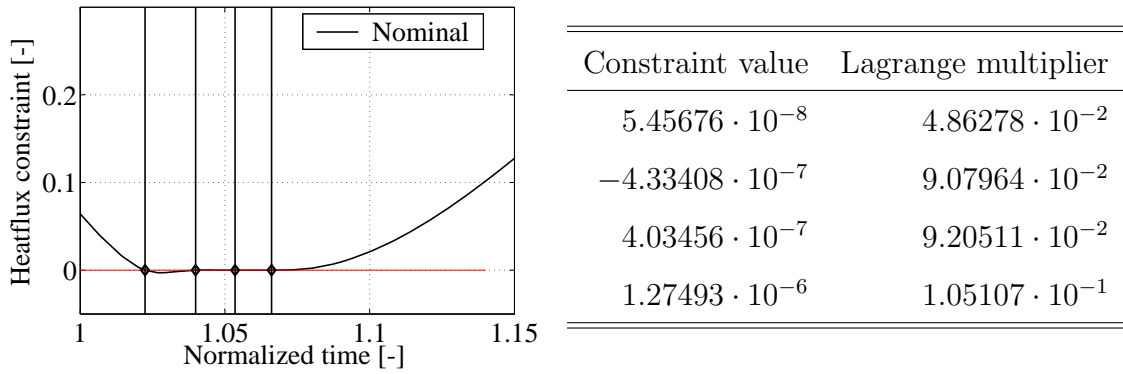 Heatflux constraint [-]
Nominal
0.2
0.1
0
1
1.05
1.1
1.15
Normalized time [-]
Constraint value Lagrange multiplier
5.45676 · 10⁻⁸ 4.86278 · 10⁻²
−4.33408 · 10⁻⁷ 9.07964 · 10⁻²
4.03456 · 10⁻⁷ 9.20511 · 10⁻²
1.27493 · 10⁻⁶ 1.05107 · 10⁻¹